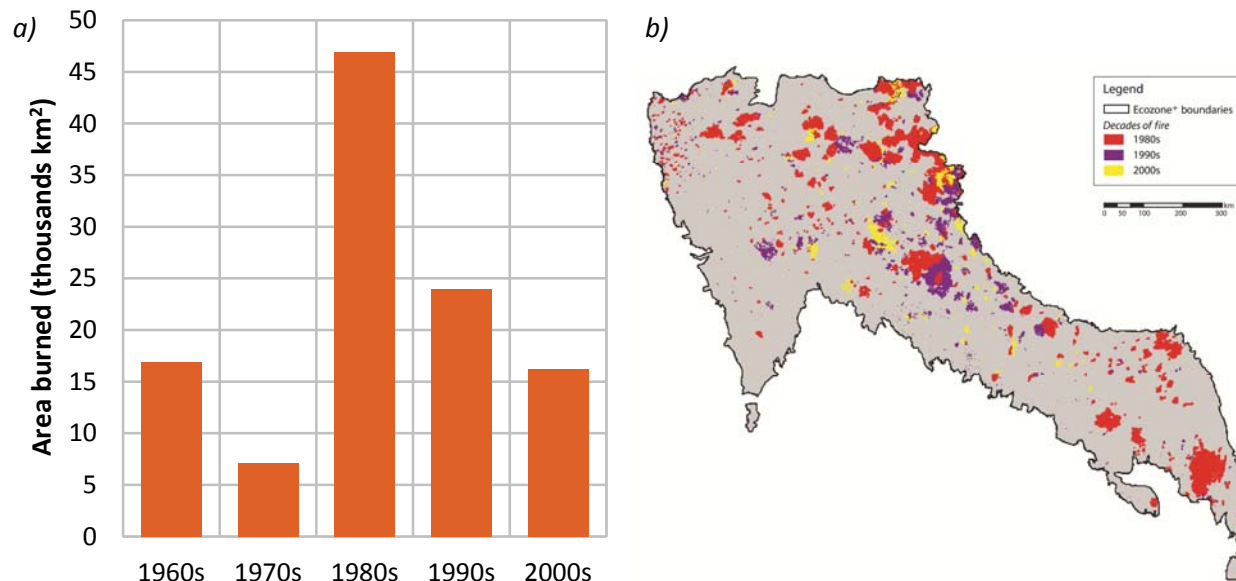 a)
Area burned (thousands km²)
50
45
40
35
30
25
20
15
10
5
0
1960s 1970s 1980s 1990s 2000s
b)
Legend
Ecozone⁺ boundaries
Decades of fire
1980s
1990s
2000s
km
0 50 100 200 300